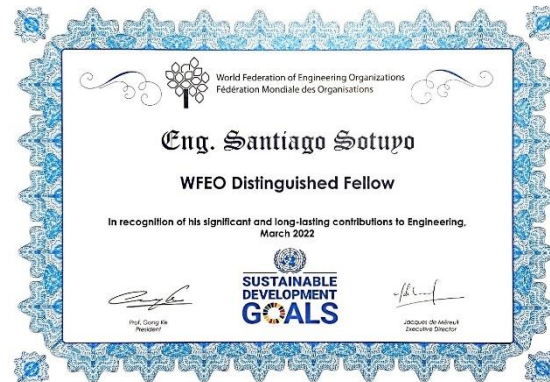 World Federation of Engineering Organizations
Fédération Mondiale des Organisations
Eng. Santiago Sotuyo
WFEO Distinguished Fellow
In recognition of his significant and long-lasting contributions to Engineering,
March 2022
SUSTAINABLE
DEVELOPMENT
GOALS
Prof. Gong Ke
President
Jacques de Méreuil
Executive Director